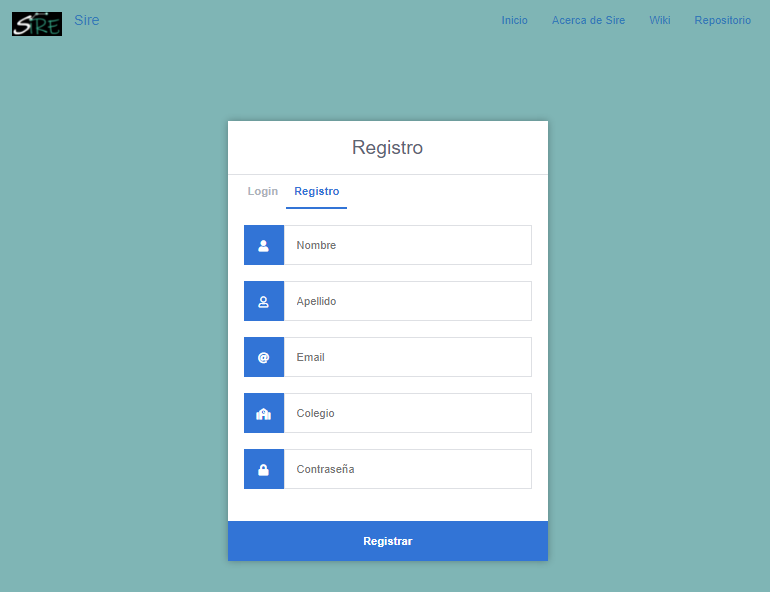 SiRE
Sire
Inicio
Acerca de Sire
Wiki
Repositorio
Registro
Login
Registro
Nombre
Apellido
@
Email
Colegio
Contraseña
Registrar